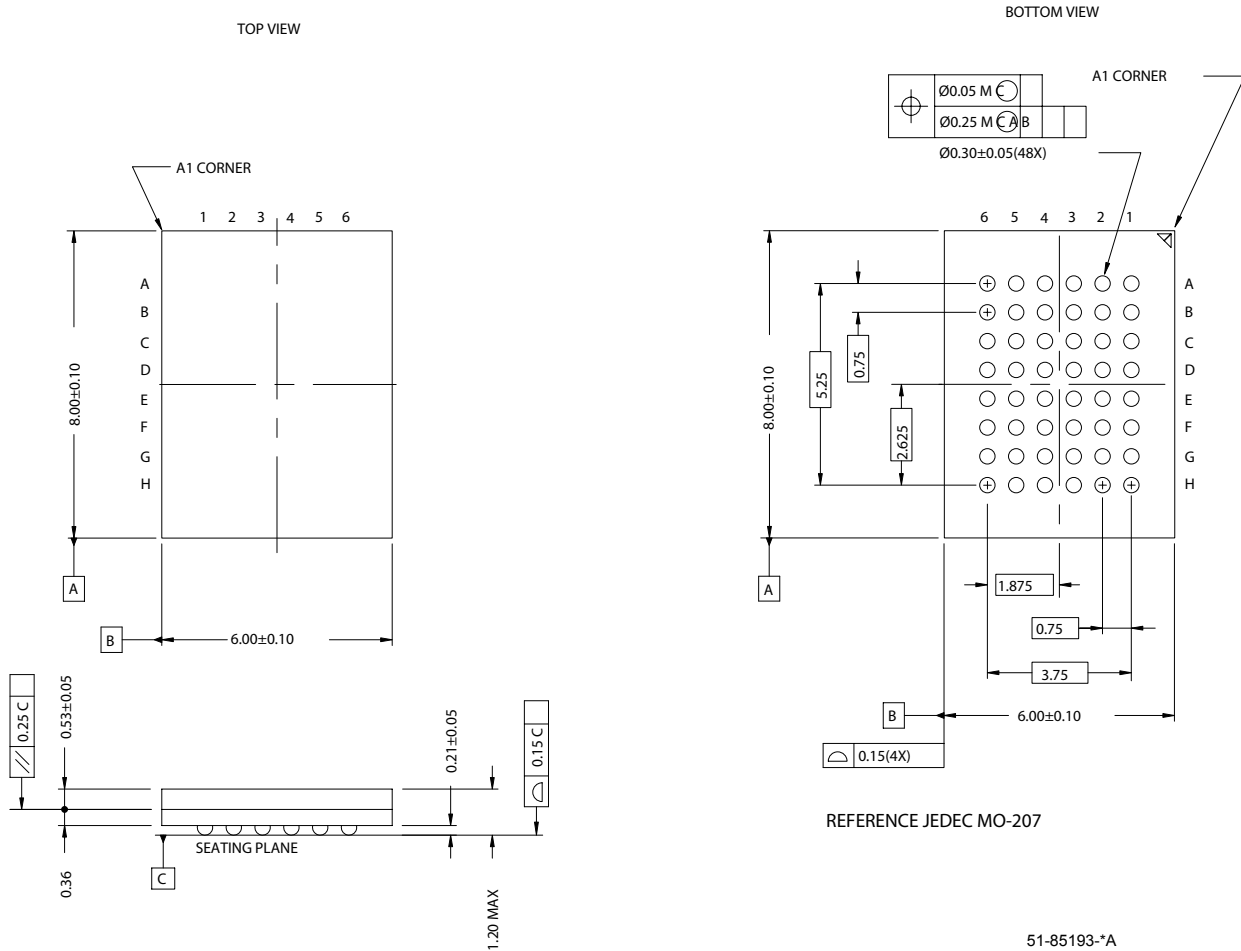 TOP VIEW
BOTTOM VIEW
A1 CORNER
Ø0.05 M C
Ø0.25 M C A B
Ø0.30±0.05(48X)
A1 CORNER
1 2 3 4 5 6
6 5 4 3 2 1
A
B
C
D
E
F
G
H
8.00±0.10
A
B
6.00±0.10
A
B
C
D
E
F
G
H
8.00±0.10
5.25
0.75
2.625
A
1.875
0.75
3.75
B
6.00±0.10
0.15(4X)
0.25 C
0.53±0.05
0.36
0.21±0.05
0.15 C
1.20 MAX
SEATING PLANE
C
REFERENCE JEDEC MO-207
51-85193-*A